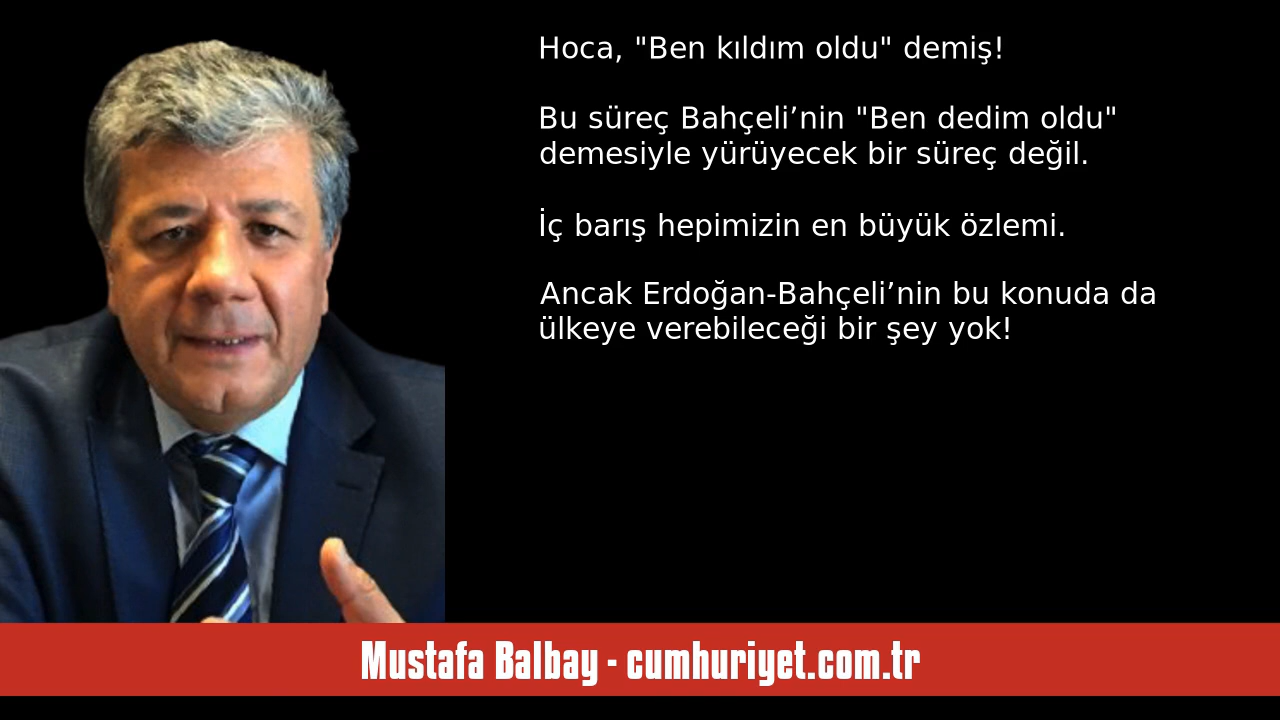 Hoca, "Ben kıldım oldu" demiş!
Bu süreç Bahçeli’nin "Ben dedim oldu"
demesiyle yürüyecek bir süreç değil.
İç barış hepimizin en büyük özlemi.
Ancak Erdoğan-Bahçeli’nin bu konuda da
ülkeye verebileceği bir şey yok!
Mustafa Balbay - cumhuriyet.com.tr